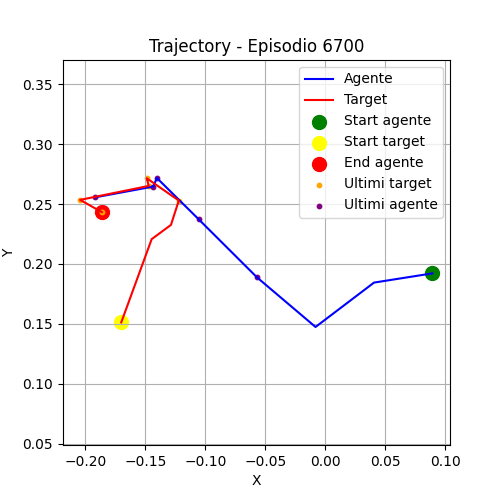 Trajectory - Episodio 6700
Agente
Target
Start agente
Start target
End agente
Ultimi target
Ultimi agente
0.35
0.30
0.25
0.20
0.15
0.10
0.05
Y
−0.20 −0.15 −0.10 −0.05 0.00 0.05 0.10
X